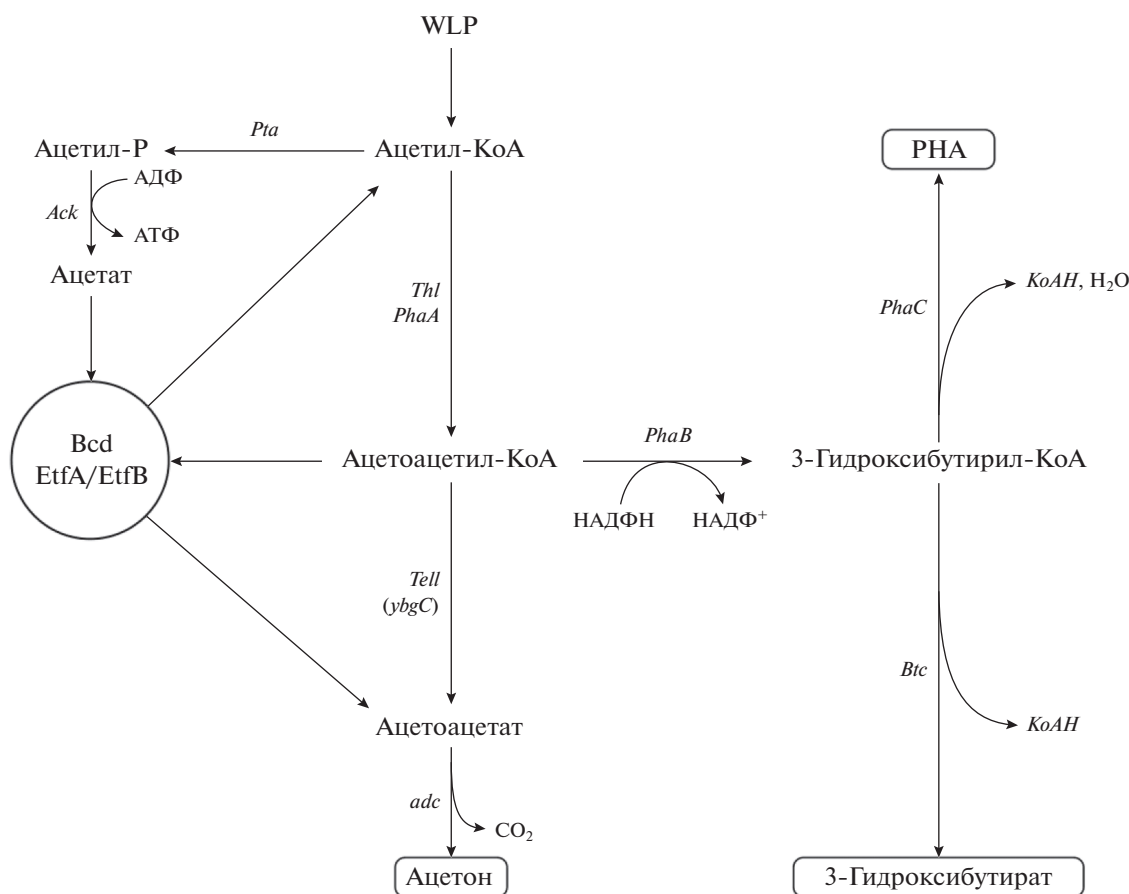 WLP
Pta
Ацетил-P
Ацетил-КоА
PHA
АДФ
Ack
АТФ
Ацетат
KoAH, H₂O
Thl
PhaA
PhaC
Bcd
EtfA/EtfB
Ацетоацетил-КоА
PhaB
3-Гидроксибутирил-КоА
НАДФН
НАДФ⁺
Tell
(ybgC)
Btc
Ацетоацетат
KoAH
adc
CO₂
Ацетон
3-Гидроксибутират